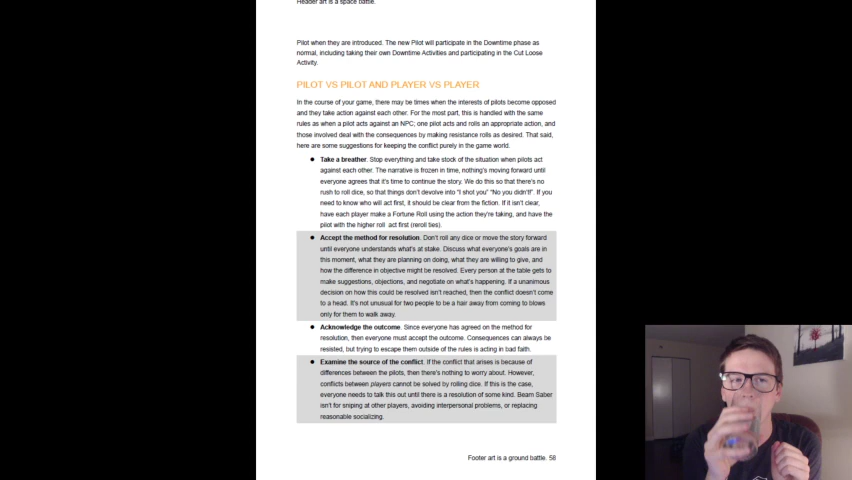 Header art is a space battle.
Pilot when they are introduced. The new Pilot will participate in the Downtime phase as
normal, including taking their own Downtime Activities and participating in the Cut Loose
Activity.
PILOT VS PILOT AND PLAYER VS PLAYER
In the course of your game, there may be times when the interests of pilots become opposed
and they take action against each other. For the most part, this is handled with the same
rules as when a pilot acts against an NPC; one pilot acts and rolls an appropriate action, and
those involved deal with the consequences by making resistance rolls as desired. That said,
here are some suggestions for keeping the conflict purely in the game world.
● Take a breather. Stop everything and take stock of the situation when pilots act
against each other. The narrative is frozen in time, nothing's moving forward until
everyone agrees that it's time to continue the story. We do this so that there's no
rush to roll dice, so that things don't devolve into "I shot you" "No you didn't!". If you
need to know who will act first, it should be clear from the fiction. If it isn't clear,
have each player make a Fortune Roll using the action they're taking, and have the
pilot with the higher roll act first (reroll ties).
● Accept the method for resolution. Don't roll any dice or move the story forward
until everyone understands what's at stake. Discuss what everyone's goals are in
this moment, what they are planning on doing, what they are willing to give, and
how the difference in objective might be resolved. Every person at the table gets to
make suggestions, objections, and negotiate on what's happening. If a unanimous
decision on how this could be resolved isn't reached, then the conflict doesn't come
to a head. It's not unusual for two people to be a hair away from coming to blows
only for them to walk away.
● Acknowledge the outcome. Since everyone has agreed on the method for
resolution, then everyone must accept the outcome. Consequences can always be
resisted, but trying to escape them outside of the rules is acting in bad faith.
● Examine the source of the conflict. If the conflict that arises is because of
differences between the pilots, then there's nothing to worry about. However,
conflicts between players cannot be solved by rolling dice. If this is the case,
everyone needs to talk this out until there is a resolution of some kind. Beam Saber
isn't for sniping at other players, avoiding interpersonal problems, or replacing
reasonable socializing.
Footer art is a ground battle. 58